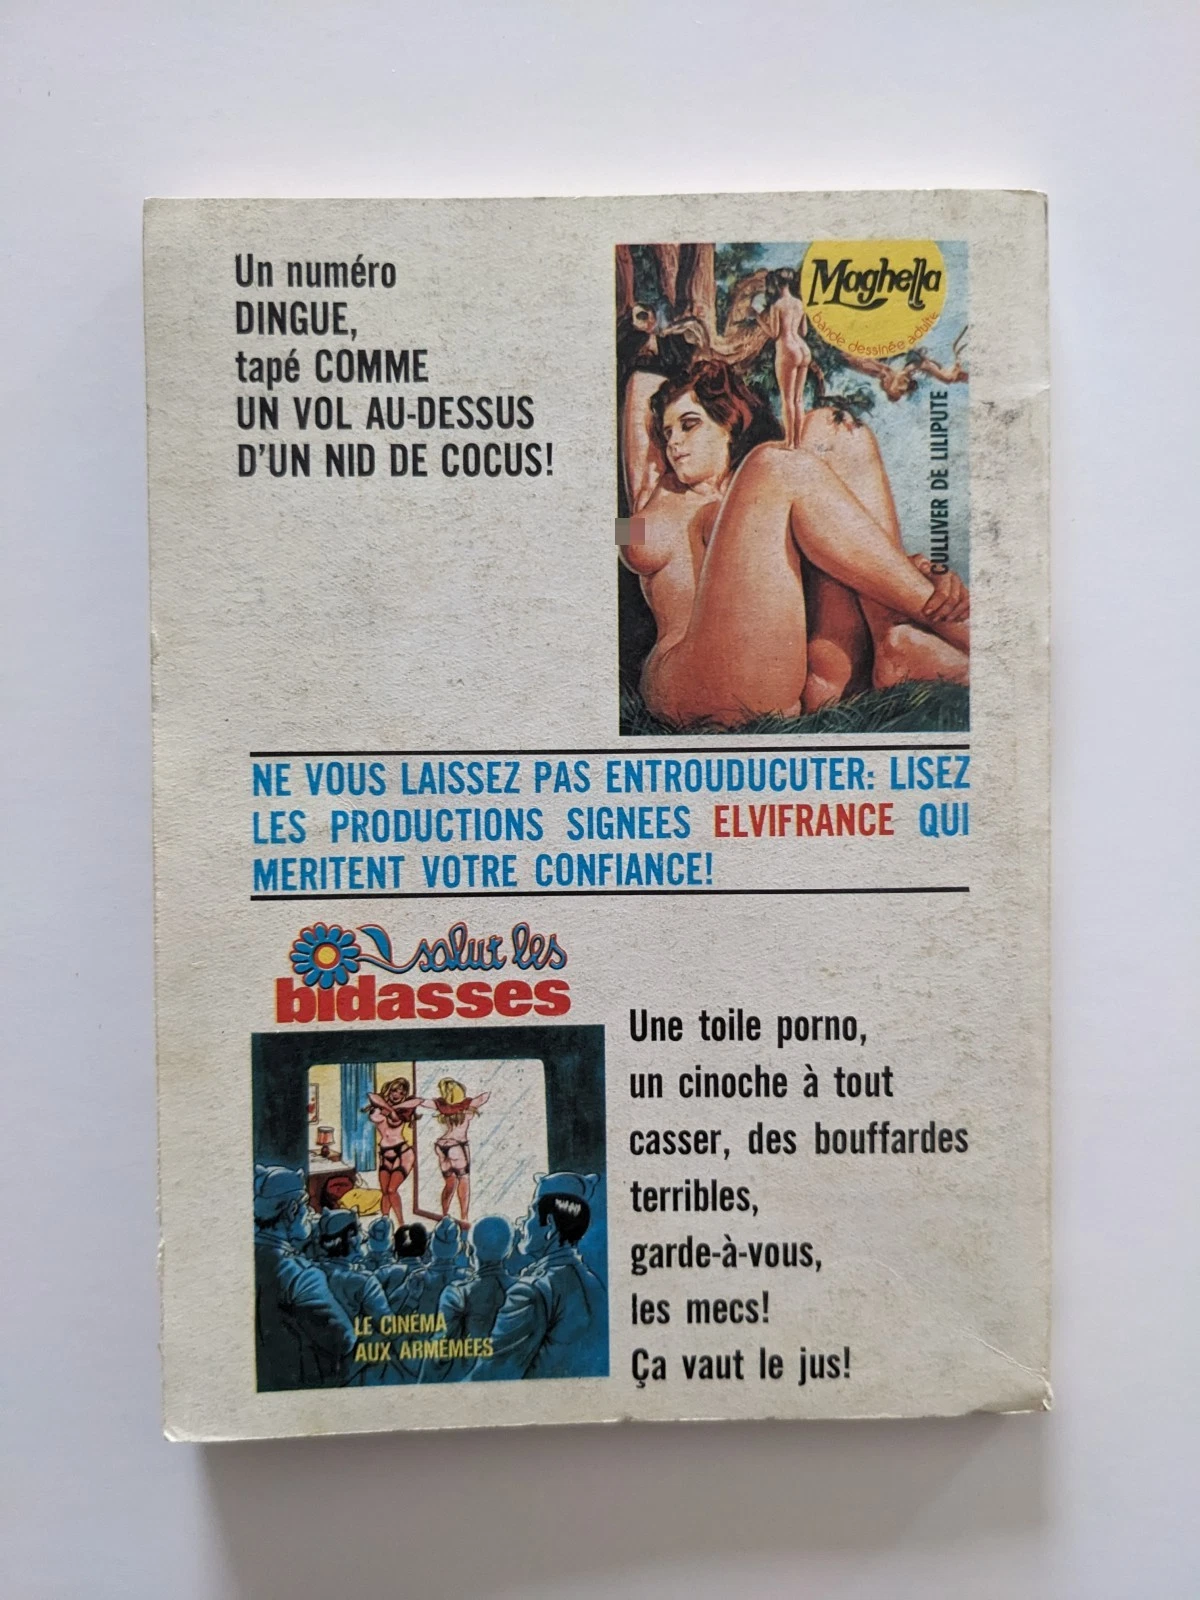 Un numéro
DINGUE,
tapé COMME
UN VOL AU-DESSUS
D'UN NID DE COCUS!
Maghella
bande dessinée adulte
CULLIVER DE LILIPUTE
NE VOUS LAISSEZ PAS ENTROUDUCUTER: LISEZ
LES PRODUCTIONS SIGNEES ELVIFRANCE QUI
MERITENT VOTRE CONFIANCE!
salut les
bidasses
LE CINÉMA
AUX ARMÉMÉES
Une toile porno,
un cinoche à tout
casser, des bouffardes
terribles,
garde-à-vous,
les mecs!
Ça vaut le jus!